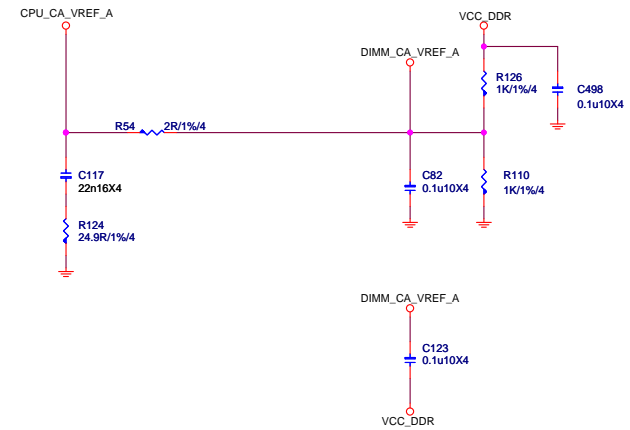 CPU_CA_VREF_A
VCC_DDR
DIMM_CA_VREF_A
R126
1K/1%/4
C498
0.1u10X4
R54
2R/1%/4
C117
22n16X4
C82
0.1u10X4
R110
1K/1%/4
R124
24.9R/1%/4
DIMM_CA_VREF_A
C123
0.1u10X4
VCC_DDR